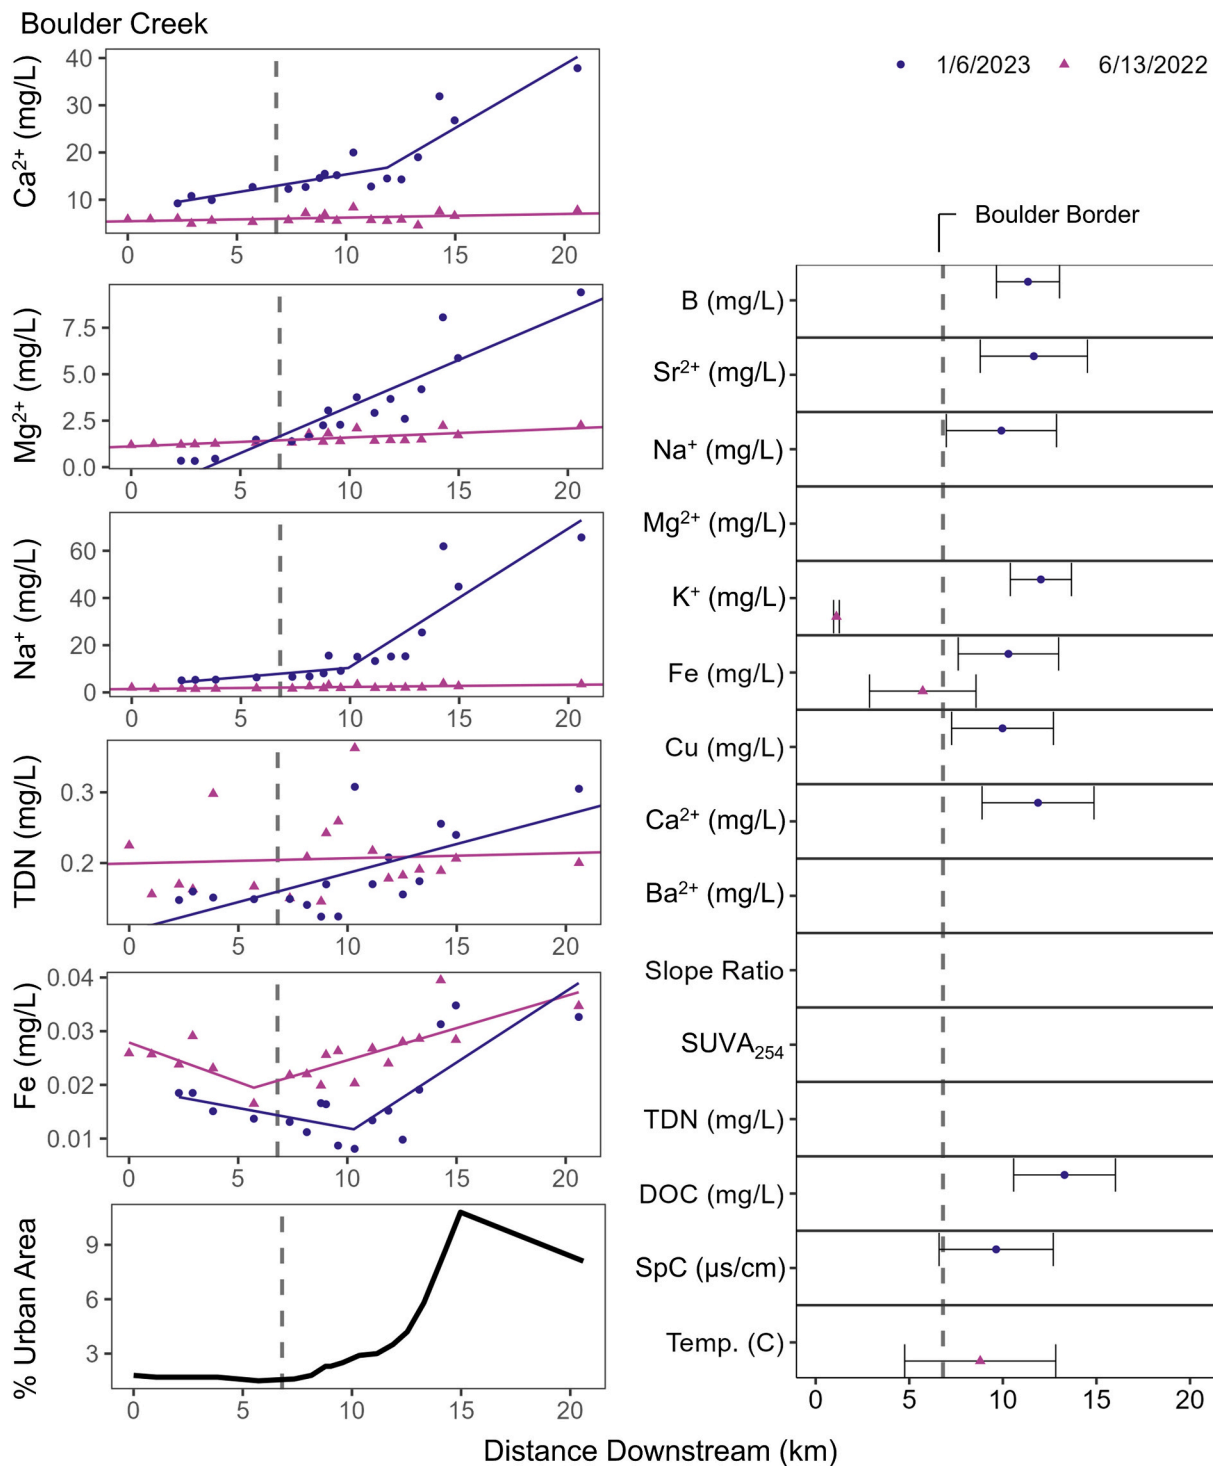 Boulder Creek
1/6/2023 6/13/2022
Ca²⁺ (mg/L)
40
30
20
10
0 5 10 15 20
Mg²⁺ (mg/L)
7.5
5.0
2.5
0.0
0 5 10 15 20
Na⁺ (mg/L)
60
40
20
0
0 5 10 15 20
TDN (mg/L)
0.3
0.2
0 5 10 15 20
Fe (mg/L)
0.04
0.03
0.02
0.01
0 5 10 15 20
% Urban Area
9
6
3
0 5 10 15 20
Boulder Border
B (mg/L)
Sr²⁺ (mg/L)
Na⁺ (mg/L)
Mg²⁺ (mg/L)
K⁺ (mg/L)
Fe (mg/L)
Cu (mg/L)
Ca²⁺ (mg/L)
Ba²⁺ (mg/L)
Slope Ratio
SUVA₂₅₄
TDN (mg/L)
DOC (mg/L)
SpC (µs/cm)
Temp. (C)
0 5 10 15 20
Distance Downstream (km)